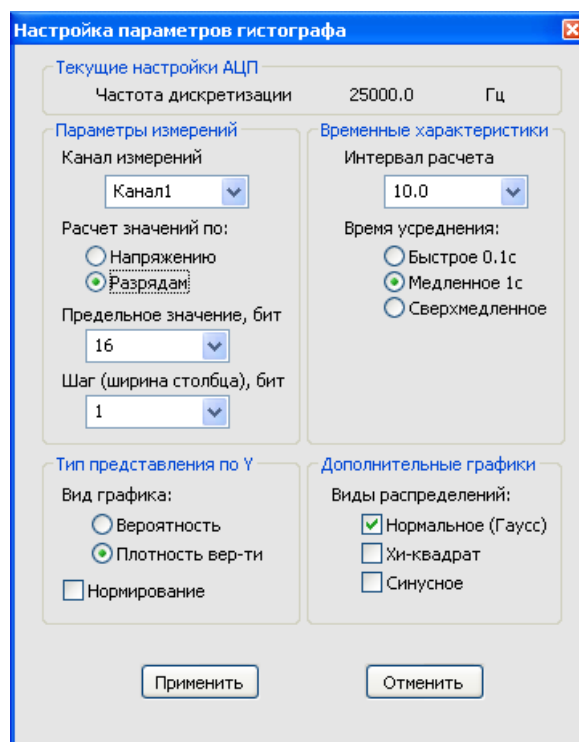 Настройка параметров гистографа
Текущие настройки АЦП
Частота дискретизации 25000.0 Гц
Параметры измерений
Канал измерений
Канал1
Расчет значений по:
Напряжению
Разрядам
Предельное значение, бит
16
Шаг (ширина столбца), бит
1
Временные характеристики
Интервал расчета
10.0
Время усреднения:
Быстрое 0.1с
Медленное 1с
Сверхмедленное
Тип представления по Y
Вид графика:
Вероятность
Плотность вер-ти
Нормирование
Дополнительные графики
Виды распределений:
Нормальное (Гаусс)
Хи-квадрат
Синусное
Применить
Отменить